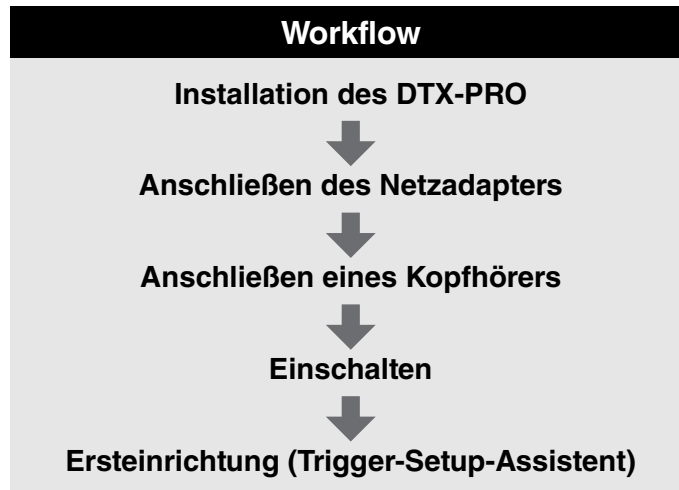 Workflow
Installation des DTX-PRO
Anschließen des Netzadapters
Anschließen eines Kopfhörers
Einschalten
Ersteinrichtung (Trigger-Setup-Assistent)